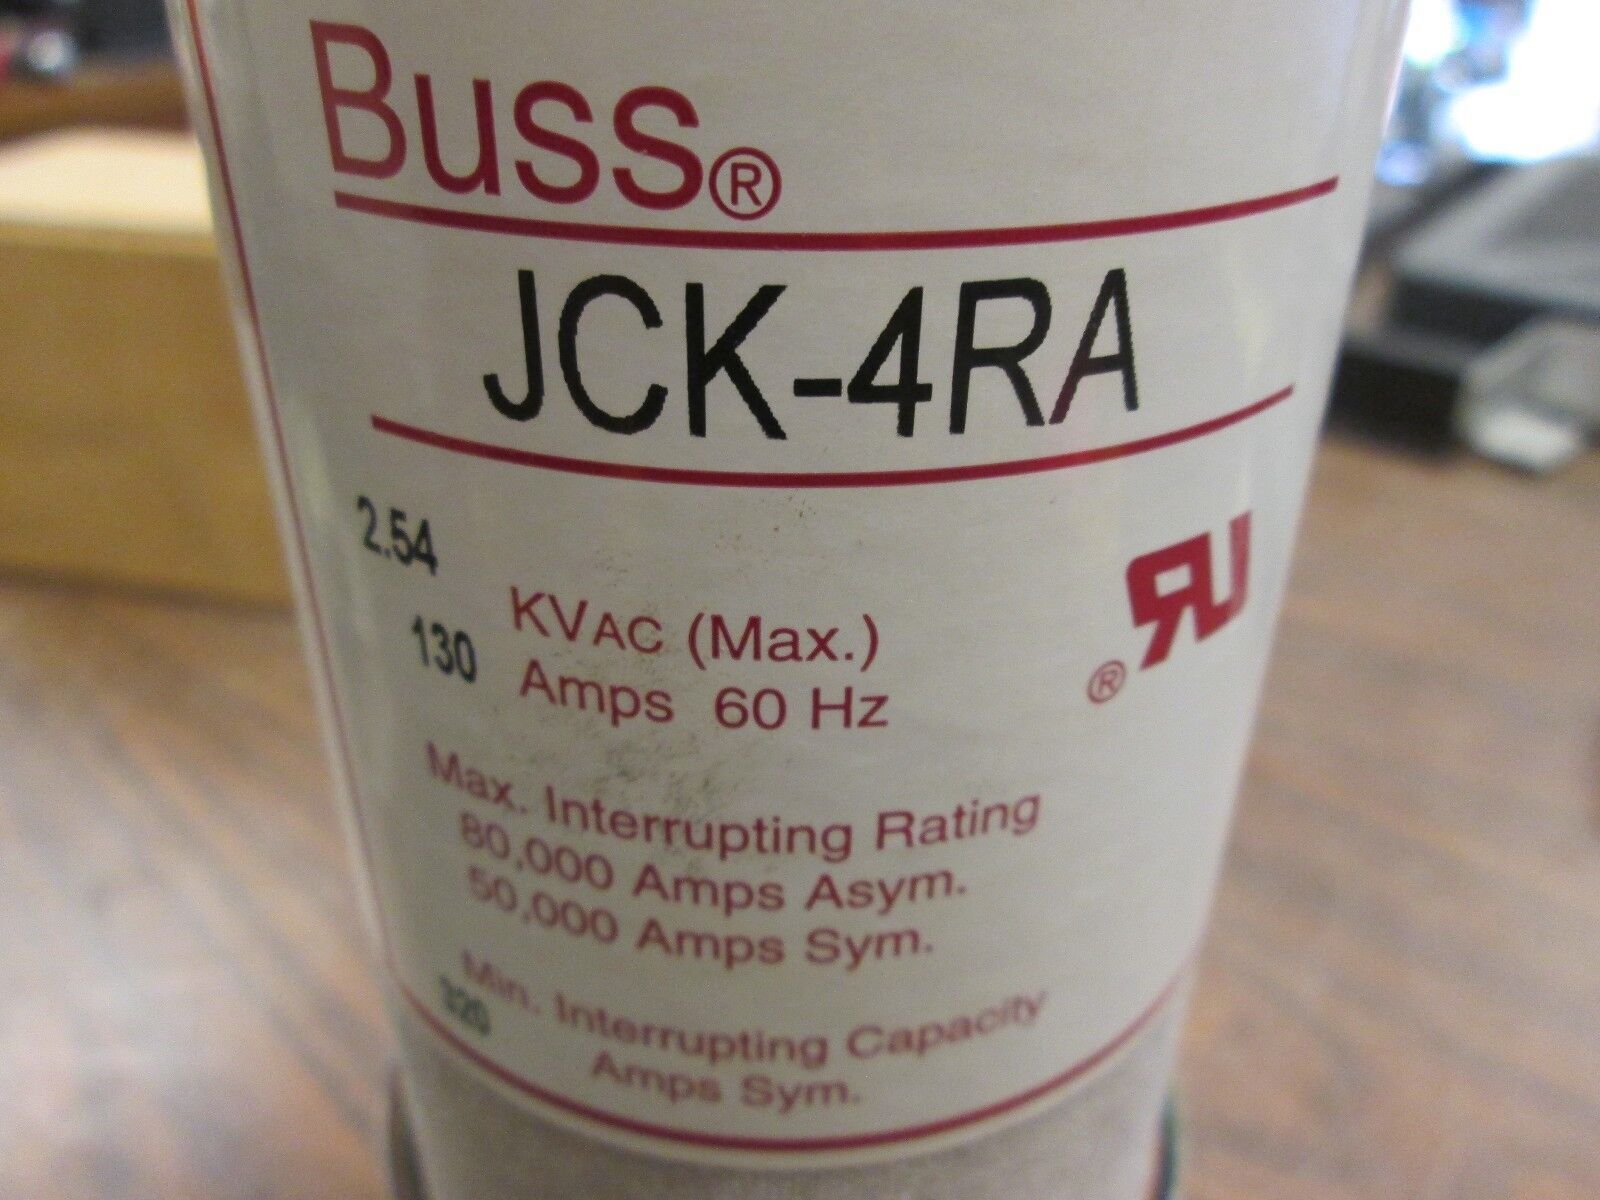 Buss®
JCK-4RA
2.54 KVAC (Max.)
130 Amps 60 Hz
RU®
Max. Interrupting Rating
80,000 Amps Asym.
50,000 Amps Sym.
Min. Interrupting Capacity
320 Amps Sym.